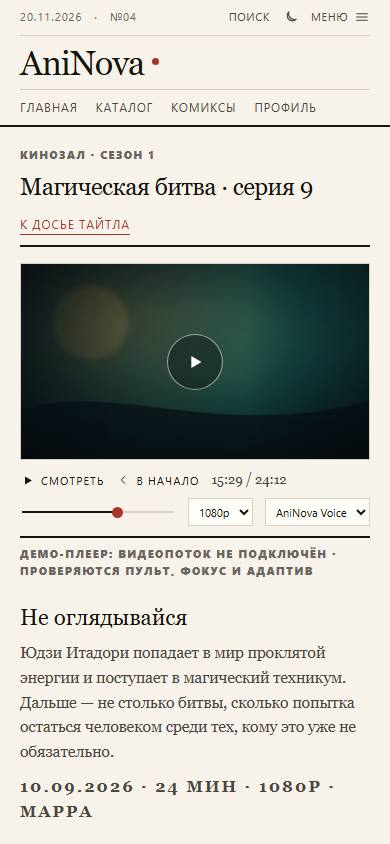 20.11.2026 · №04 ПОИСК МЕНЮ
AniNova
ГЛАВНАЯ КАТАЛОГ КОМИКСЫ ПРОФИЛЬ
КИНОЗАЛ · СЕЗОН 1
Магическая битва · серия 9
К ДОСЬЕ ТАЙТЛА
СМОТРЕТЬ В НАЧАЛО 15:29 / 24:12
1080p AniNova Voice
ДЕМО-ПЛЕЕР: ВИДЕОПОТОК НЕ ПОДКЛЮЧЁН ·
ПРОВЕРЯЮТСЯ ПУЛЬТ, ФОКУС И АДАПТИВ
Не оглядывайся
Юдзи Итадори попадает в мир проклятой
энергии и поступает в магический техникум.
Дальше — не столько битвы, сколько попытка
остаться человеком среди тех, кому это уже не
обязательно.
10.09.2026 · 24 МИН · 1080P ·
MAPPA